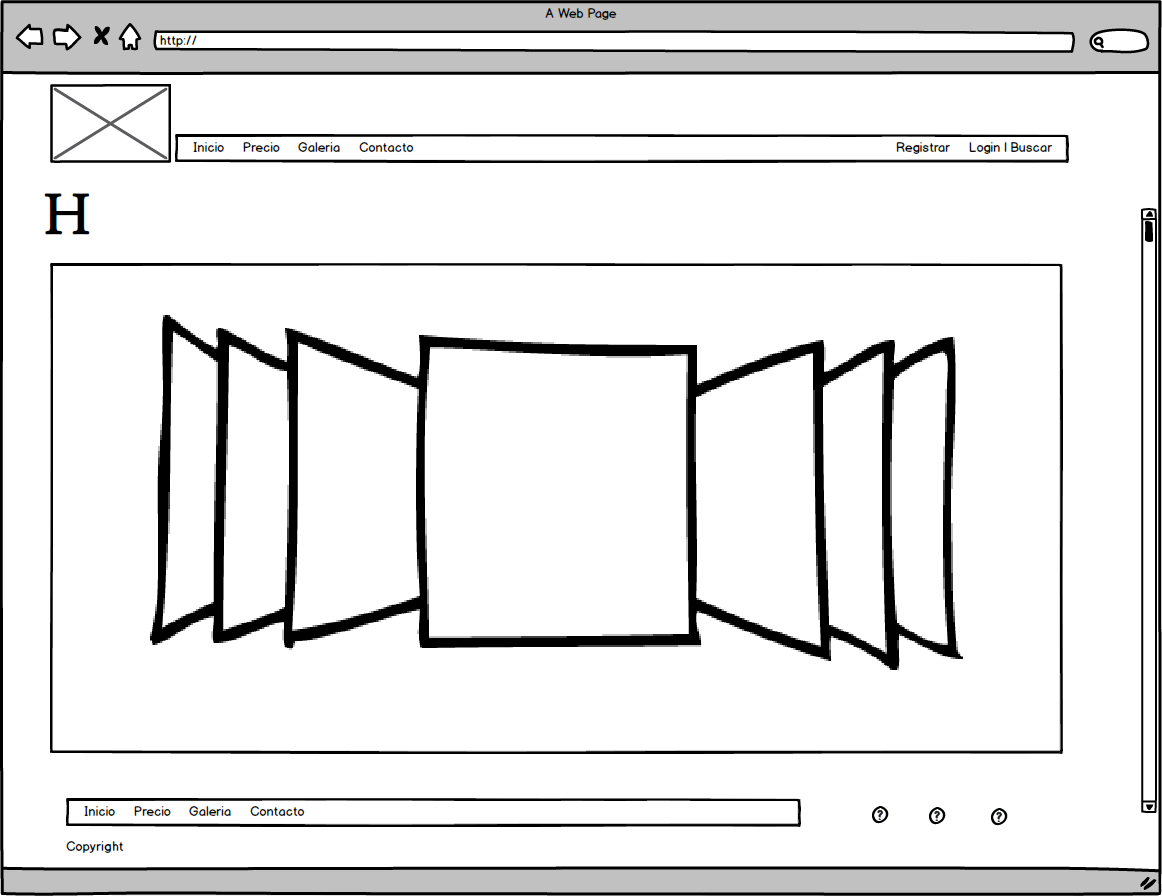 A Web Page
http://
Inicio Precio Galeria Contacto Registrar Login | Buscar
H
Inicio Precio Galeria Contacto
? ? ?
Copyright